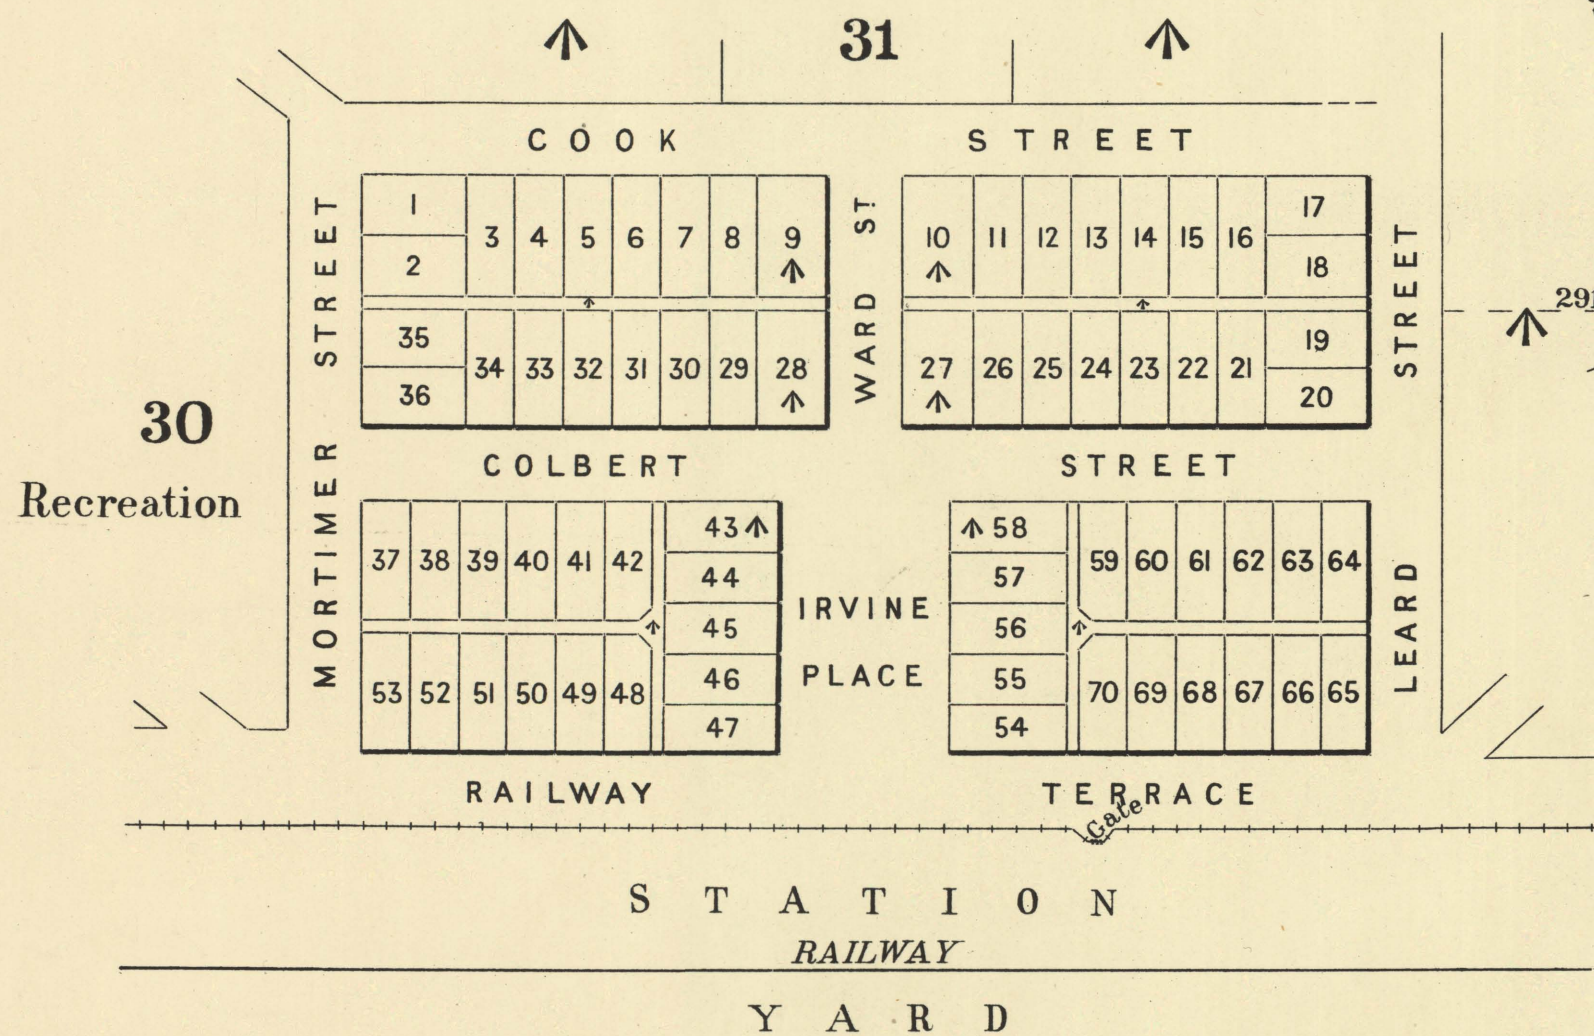 31
COOK STREET
1
3 4 5 6 7 8 9
2
10 11 12 13 14 15 16
17
18
35
34 33 32 31 30 29 28
36
27 26 25 24 23 22 21
19
20
MORTIMER STREET
WARD ST
LEARD STREET
30
Recreation
COLBERT STREET
37 38 39 40 41 42
43
44
45
46
47
53 52 51 50 49 48
IRVINE
PLACE
58
57
56
55
54
59 60 61 62 63 64
70 69 68 67 66 65
RAILWAY TERRACE
Gate
STATION
RAILWAY
YARD